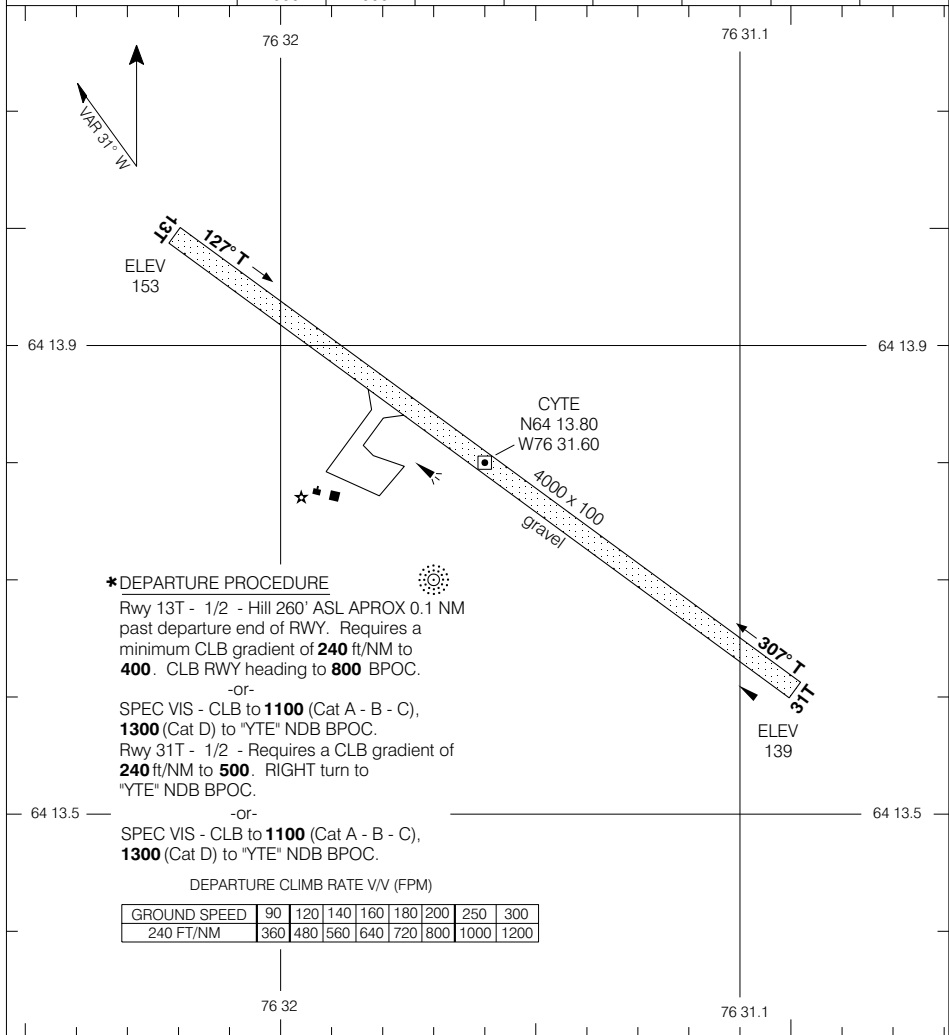 76 32
76 31.1
VAR 31° W
13T
127° T
ELEV
153
64 13.9
64 13.9
CYTE
N64 13.80
W76 31.60
4000 x 100
gravel
307° T
31T
ELEV
139
*DEPARTURE PROCEDURE
Rwy 13T - 1/2 - Hill 260' ASL APROX 0.1 NM
past departure end of RWY. Requires a
minimum CLB gradient of 240 ft/NM to
400. CLB RWY heading to 800 BPOC.
-or-
SPEC VIS - CLB to 1100 (Cat A - B - C),
1300 (Cat D) to "YTE" NDB BPOC.
Rwy 31T - 1/2 - Requires a CLB gradient of
240 ft/NM to 500. RIGHT turn to
"YTE" NDB BPOC.
64 13.5
-or-
64 13.5
SPEC VIS - CLB to 1100 (Cat A - B - C),
1300 (Cat D) to "YTE" NDB BPOC.
DEPARTURE CLIMB RATE V/V (FPM)
GROUND SPEED 90 120 140 160 180 200 250 300
240 FT/NM 360 480 560 640 720 800 1000 1200
76 32
76 31.1